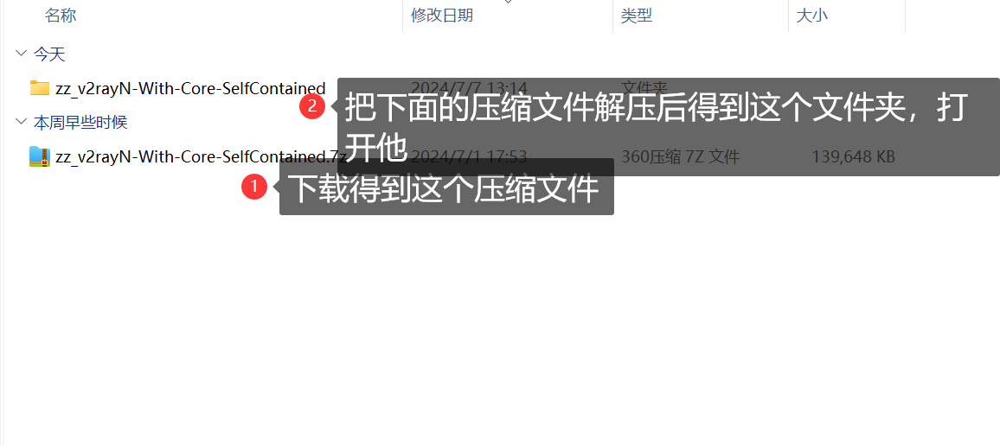 名称 修改日期 类型 大小
今天
zz_v2rayN-With-Core-SelfContained 2024/7/7 13:14 文件夹
2 把下面的压缩文件解压后得到这个文件夹，打
开他
本周早些时候
zz_v2rayN-With-Core-SelfContained.7z 2024/7/1 17:53 360压缩 7Z 文件 139,648 KB
1 下载得到这个压缩文件